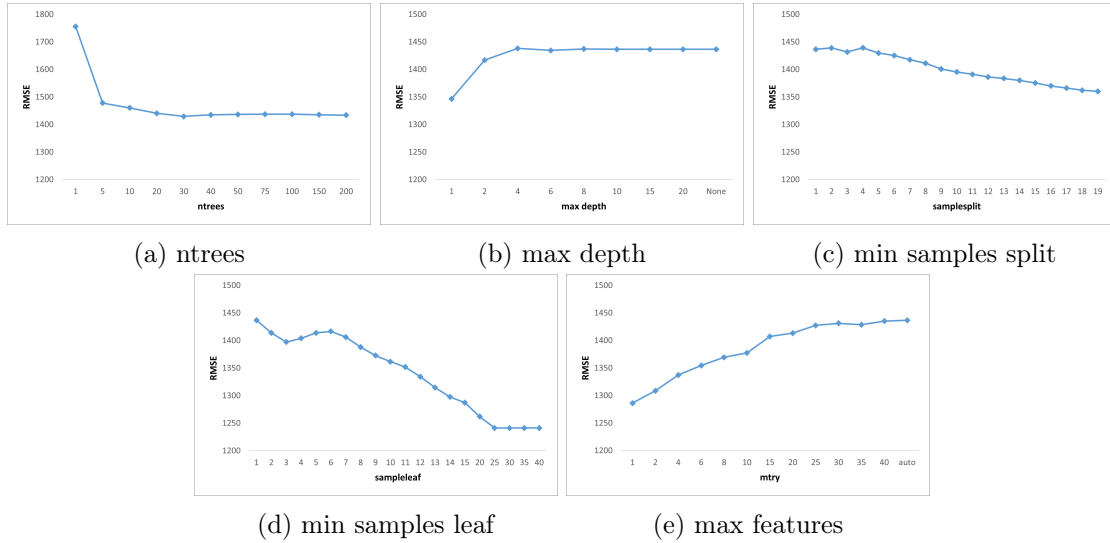 1800
1700
1600
1500
1400
1300
1200
RMSE
1 5 10 20 30 40 50 75 100 150 200
ntrees
(a) ntrees
1500
1450
1400
1350
1300
1250
1200
RMSE
1 2 4 6 8 10 15 20 None
max depth
(b) max depth
1500
1450
1400
1350
1300
1250
1200
RMSE
1 2 3 4 5 6 7 8 9 10 11 12 13 14 15 16 17 18 19
samplesplit
(c) min samples split
1500
1450
1400
1350
1300
1250
1200
RMSE
1 2 3 4 5 6 7 8 9 10 11 12 13 14 15 20 25 30 35 40
sampleleaf
(d) min samples leaf
1500
1450
1400
1350
1300
1250
1200
RMSE
1 2 4 6 8 10 15 20 25 30 35 40 auto
mtry
(e) max features